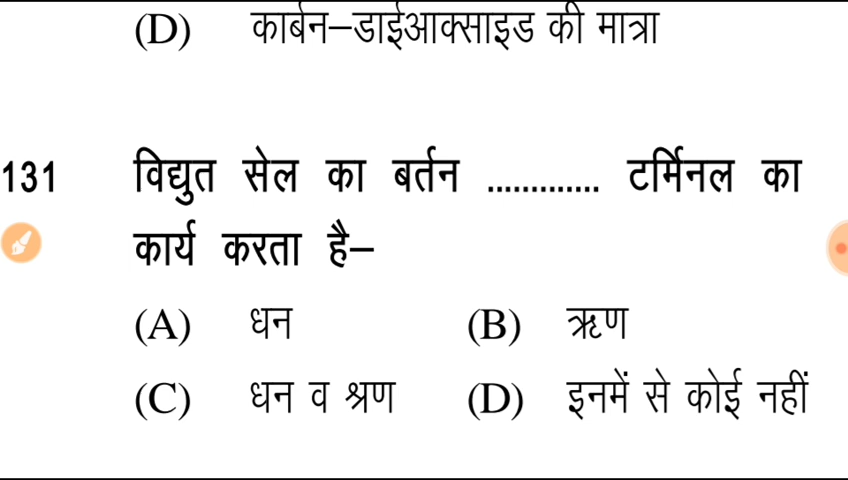 (D) कार्बन–डाईआक्साइड की मात्रा
131 विद्युत सेल का बर्तन ............. टर्मिनल का
कार्य करता है–
(A) धन (B) ऋण
(C) धन व श्रण (D) इनमें से कोई नहीं